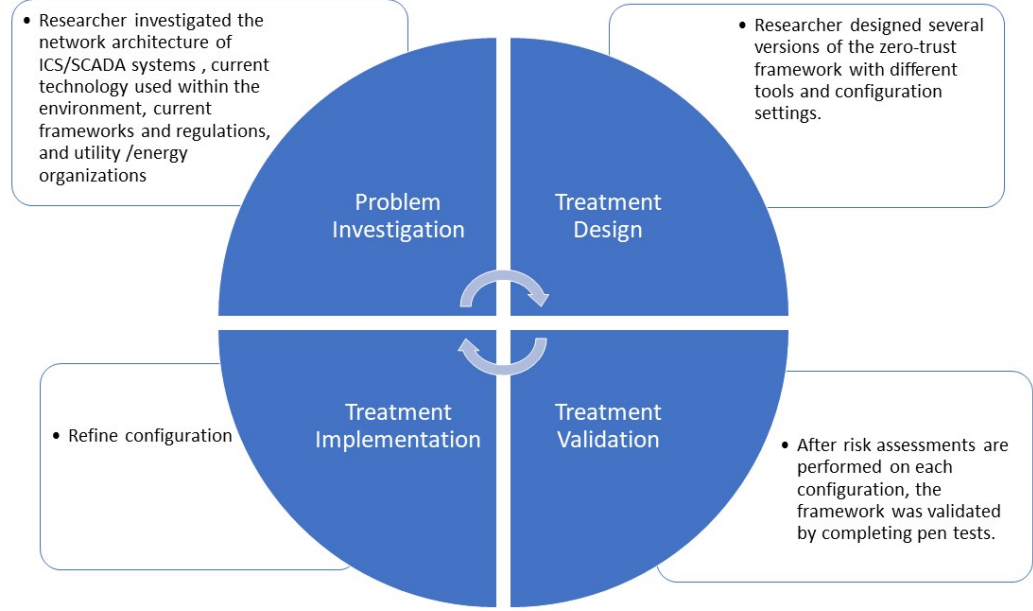 • Researcher investigated the
network architecture of
ICS/SCADA systems , current
technology used within the
environment, current
frameworks and regulations,
and utility /energy
organizations
• Researcher designed several
versions of the zero-trust
framework with different
tools and configuration
settings.
Problem
Investigation
Treatment
Design
Treatment
Implementation
Treatment
Validation
• Refine configuration
• After risk assessments are
performed on each
configuration, the
framework was validated
by completing pen tests.